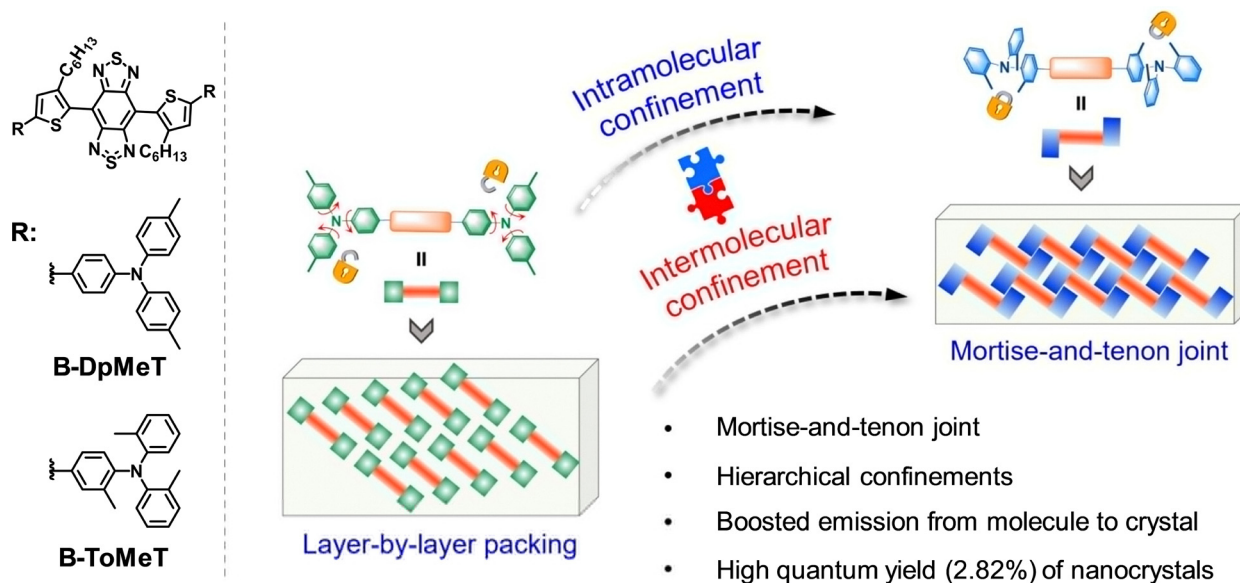 C6H13
N S N
S
R
R
S
N S N C6H13
R:
N
B-DpMeT
N
B-ToMeT
Intramolecular
confinement
N
N
N
N
Intermolecular
confinement
Layer-by-layer packing
Mortise-and-tenon joint
• Mortise-and-tenon joint
• Hierarchical confinements
• Boosted emission from molecule to crystal
• High quantum yield (2.82%) of nanocrystals